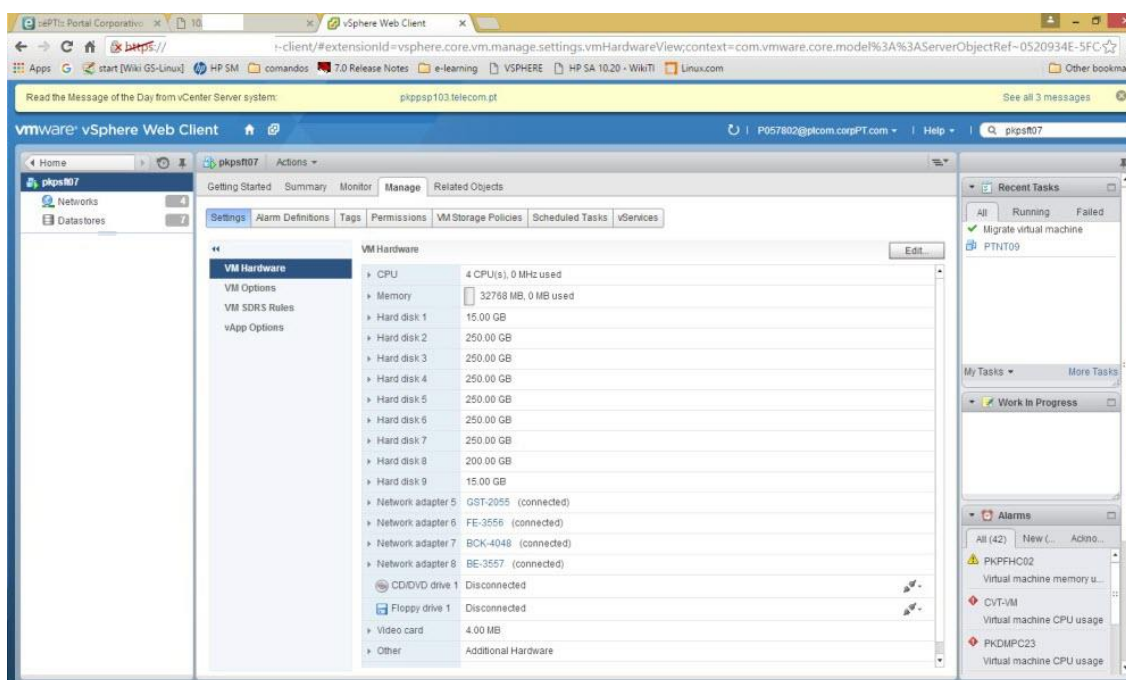 :ePTI: Portal Corporativo
10.
vSphere Web Client
https://
-client/#extensionId=vsphere.core.vm.manage.settings.vmHardwareView;context=com.vmware.core.model%3A%3AServerObjectRef~0520934E-5FC
Apps G start [Wiki GS-Linux] HP SM comandos 7.0 Release Notes e-learning VSPHERE HP SA 10.20 - WikiTI Linux.com Other bookma
Read the Message of the Day from vCenter Server system: pkppsp103.telecom.pt See all 3 messages
vmware® vSphere Web Client P057802@ptcom.corpPT.com Help pkpsft07
Home
pkpsft07 Actions
pkpsft07
Networks 4
Datastores 7
Getting Started Summary Monitor Manage Related Objects
Settings Alarm Definitions Tags Permissions VM Storage Policies Scheduled Tasks vServices
VM Hardware
VM Options
VM SDRS Rules
vApp Options
VM Hardware Edit...
CPU 4 CPU(s), 0 MHz used
Memory 32768 MB, 0 MB used
Hard disk 1 15.00 GB
Hard disk 2 250.00 GB
Hard disk 3 250.00 GB
Hard disk 4 250.00 GB
Hard disk 5 250.00 GB
Hard disk 6 250.00 GB
Hard disk 7 250.00 GB
Hard disk 8 200.00 GB
Hard disk 9 15.00 GB
Network adapter 5 GST-2055 (connected)
Network adapter 6 FE-3556 (connected)
Network adapter 7 BCK-4048 (connected)
Network adapter 8 BE-3557 (connected)
CD/DVD drive 1 Disconnected
Floppy drive 1 Disconnected
Video card 4.00 MB
Other Additional Hardware
Recent Tasks
All Running Failed
Migrate virtual machine
PTNT09
My Tasks More Tasks
Work In Progress
Alarms
All (42) New (... Ackno...
PKPFHC02
Virtual machine memory u...
CVT-VM
Virtual machine CPU usage
PKDMPC23
Virtual machine CPU usage